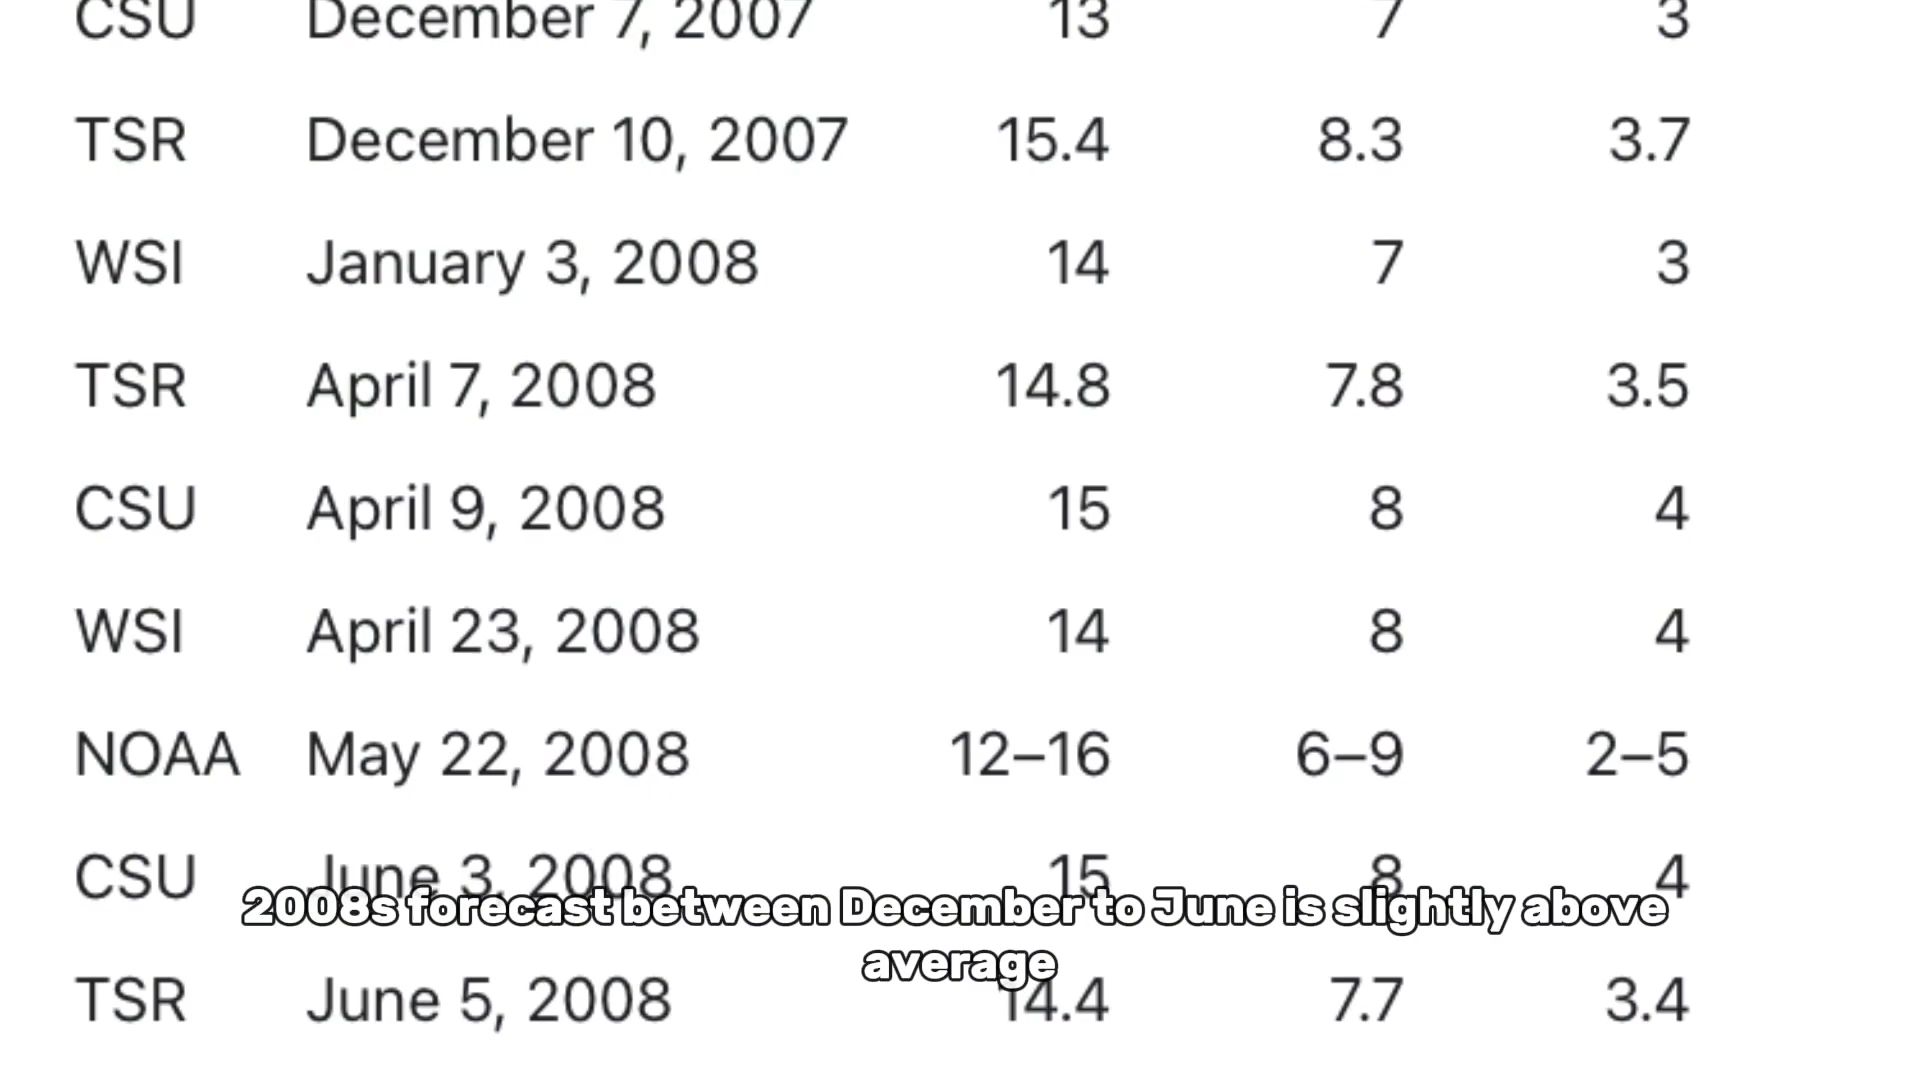 CSU December 7, 2007 13 7 3
TSR December 10, 2007 15.4 8.3 3.7
WSI January 3, 2008 14 7 3
TSR April 7, 2008 14.8 7.8 3.5
CSU April 9, 2008 15 8 4
WSI April 23, 2008 14 8 4
NOAA May 22, 2008 12–16 6–9 2–5
CSU June 3, 2008 15 8 4
2008s forecast between December to June is slightly above
average
TSR June 5, 2008 14.4 7.7 3.4